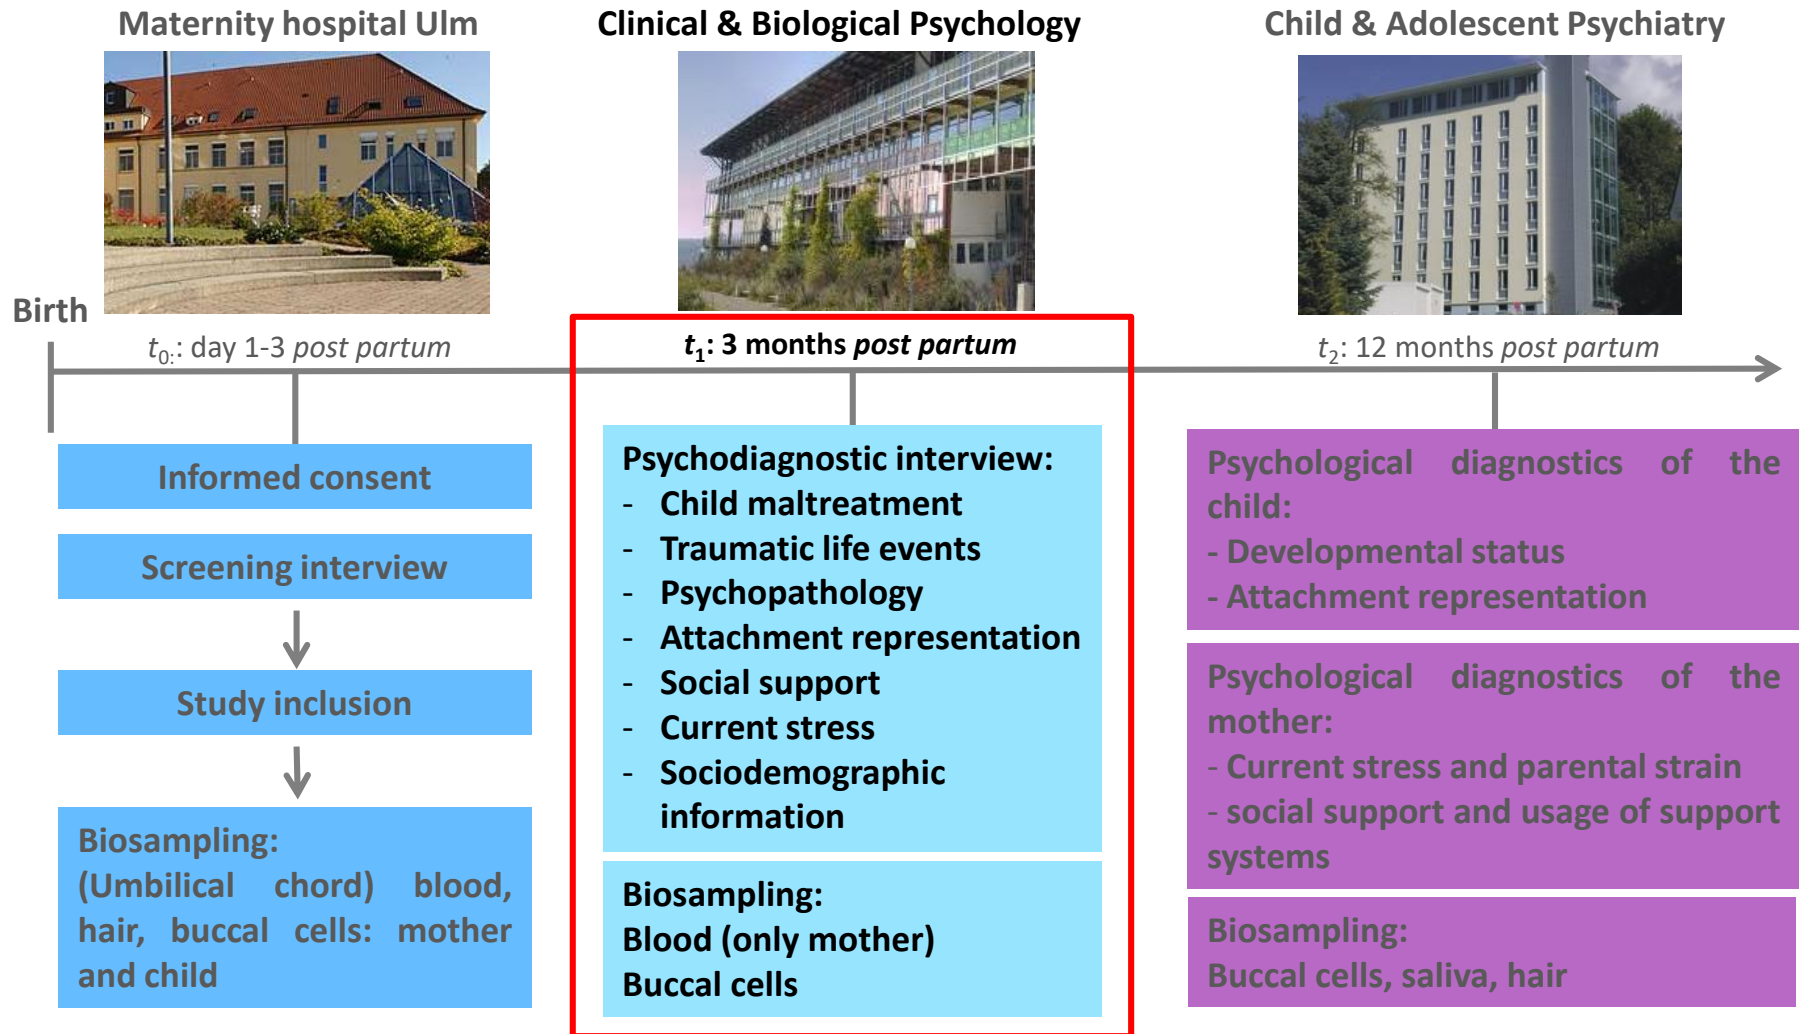 Maternity hospital Ulm
Clinical & Biological Psychology
Child & Adolescent Psychiatry
Birth
t0:: day 1-3 post partum
t1: 3 months post partum
t2: 12 months post partum
Informed consent
Screening interview
Study inclusion
Biosampling:
(Umbilical chord) blood,
hair, buccal cells: mother
and child
Psychodiagnostic interview:
- Child maltreatment
- Traumatic life events
- Psychopathology
- Attachment representation
- Social support
- Current stress
- Sociodemographic
information
Biosampling:
Blood (only mother)
Buccal cells
Psychological diagnostics of the
child:
- Developmental status
- Attachment representation
Psychological diagnostics of the
mother:
- Current stress and parental strain
- social support and usage of support
systems
Biosampling:
Buccal cells, saliva, hair